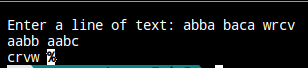 Enter a line of text: abba baca wrcv
aabb aabc
crvw %